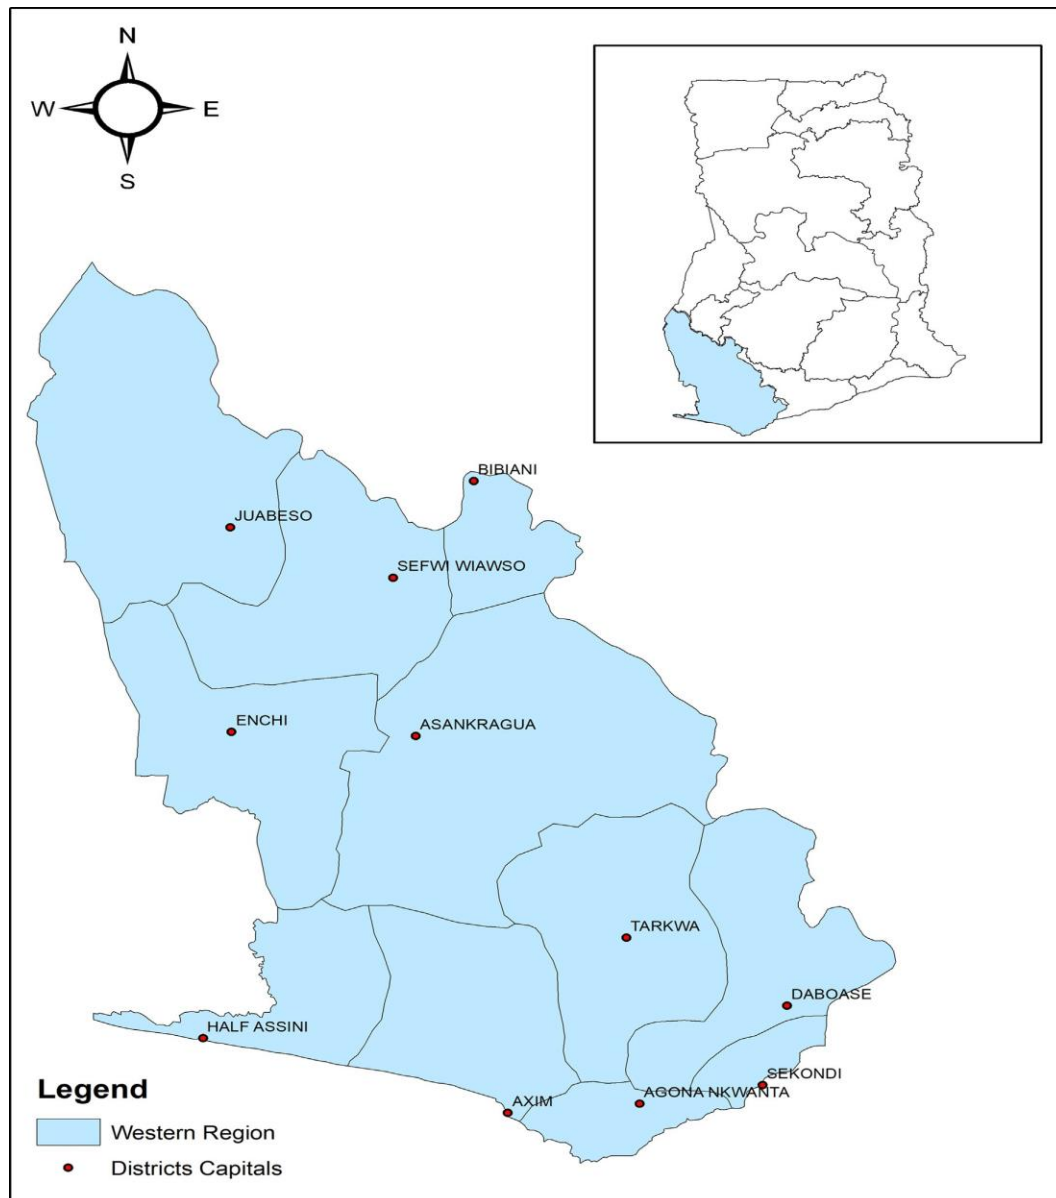 N
W E
S
BIBIANI
JUABESO
SEFWI WIAWSO
ENCHI
ASANKRAGUA
TARKWA
DABOASE
HALF ASSINI
SEKONDI
AGONA NKWANTA
AXIM
Legend
Western Region
Districts Capitals